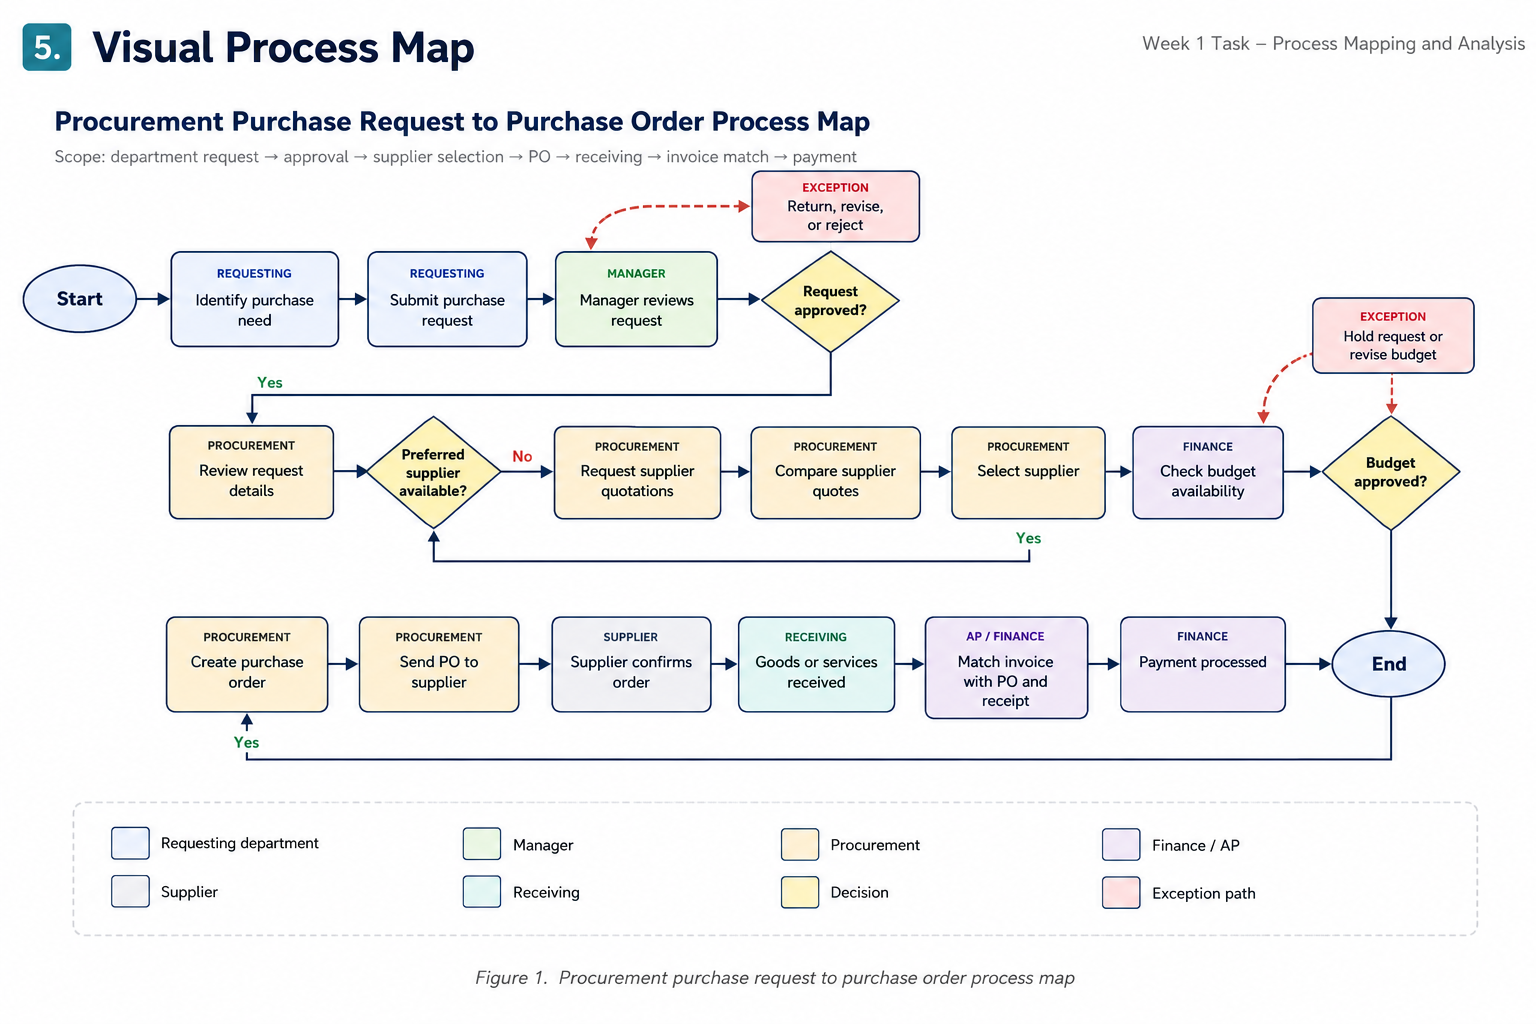 5. Visual Process Map
Week 1 Task – Process Mapping and Analysis
Procurement Purchase Request to Purchase Order Process Map
Scope: department request → approval → supplier selection → PO → receiving → invoice match → payment
EXCEPTION
Return, revise,
or reject
Start
REQUESTING
Identify purchase
need
REQUESTING
Submit purchase
request
MANAGER
Manager reviews
request
Request
approved?
EXCEPTION
Hold request or
revise budget
Yes
PROCUREMENT
Review request
details
Preferred
supplier
available?
No
PROCUREMENT
Request supplier
quotations
PROCUREMENT
Compare supplier
quotes
PROCUREMENT
Select supplier
FINANCE
Check budget
availability
Budget
approved?
Yes
PROCUREMENT
Create purchase
order
PROCUREMENT
Send PO to
supplier
SUPPLIER
Supplier confirms
order
RECEIVING
Goods or services
received
AP / FINANCE
Match invoice
with PO and
receipt
FINANCE
Payment processed
End
Yes
Requesting department
Manager
Procurement
Finance / AP
Supplier
Receiving
Decision
Exception path
Figure 1. Procurement purchase request to purchase order process map